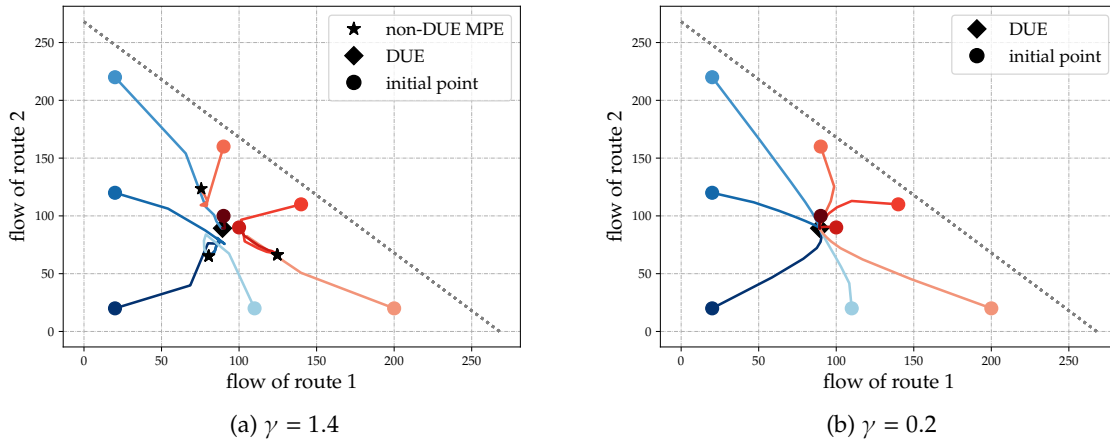 250
200
150
100
50
0
flow of route 2
non-DUE MPE
DUE
initial point
0
50
100
150
200
250
flow of route 1
(a) γ = 1.4
250
200
150
100
50
0
flow of route 2
DUE
initial point
0
50
100
150
200
250
flow of route 1
(b) γ = 0.2